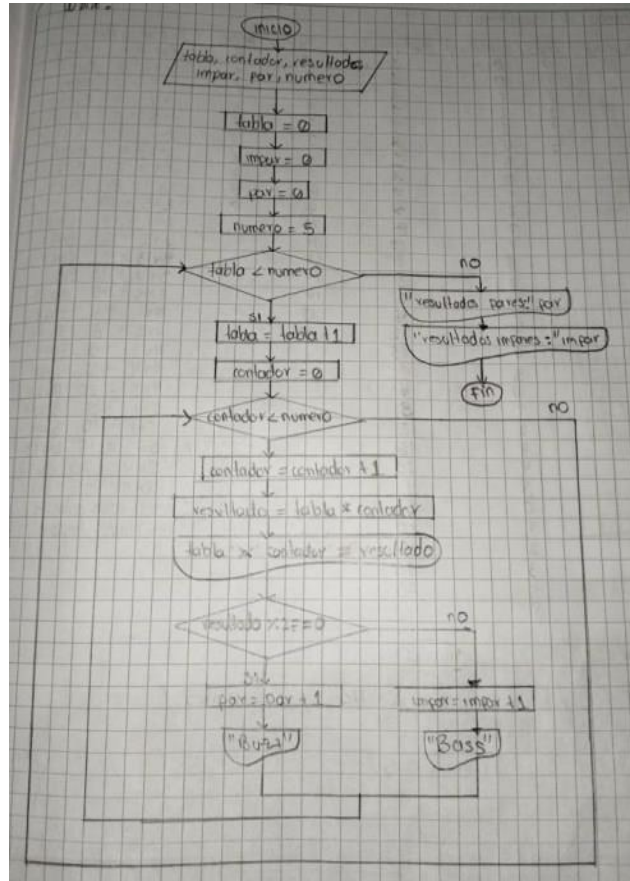 inicio
tabla, contador, resultados
impar, par, numero
tabla = 0
impar = 0
par = 0
numero = 5
tabla < numero
no
"resultados pares:" par
"resultados impares:" impar
Fin
SI
tabla = tabla + 1
contador = 0
contador < numero
no
contador = contador + 1
resultado = tabla * contador
tabla * contador = resultado
resultado %2==0
no
SI
par = par + 1
impar = impar + 1
"Buzz"
"Bass"